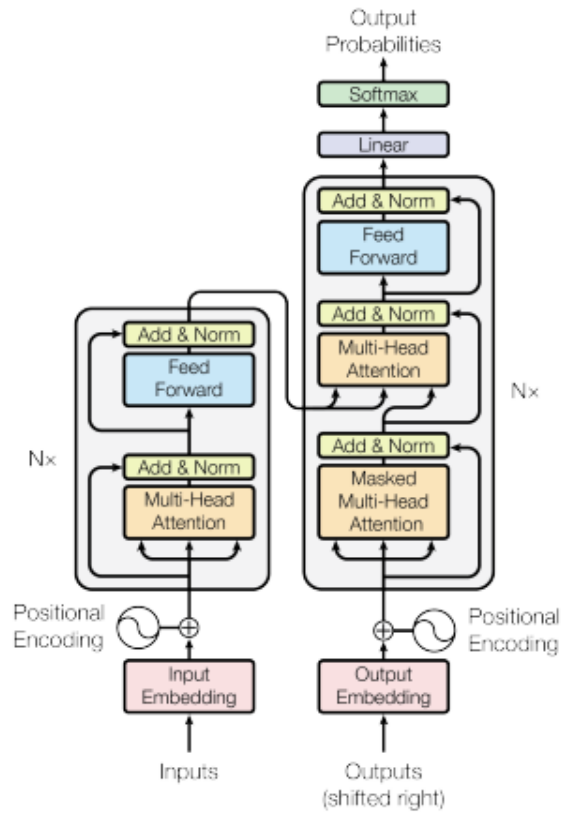 Output
Probabilities
Softmax
Linear
Add & Norm
Feed
Forward
Add & Norm
Multi-Head
Attention
Add & Norm
Masked
Multi-Head
Attention
Nx
Add & Norm
Feed
Forward
Add & Norm
Multi-Head
Attention
Nx
Positional
Encoding
Positional
Encoding
Input
Embedding
Output
Embedding
Inputs
Outputs
(shifted right)